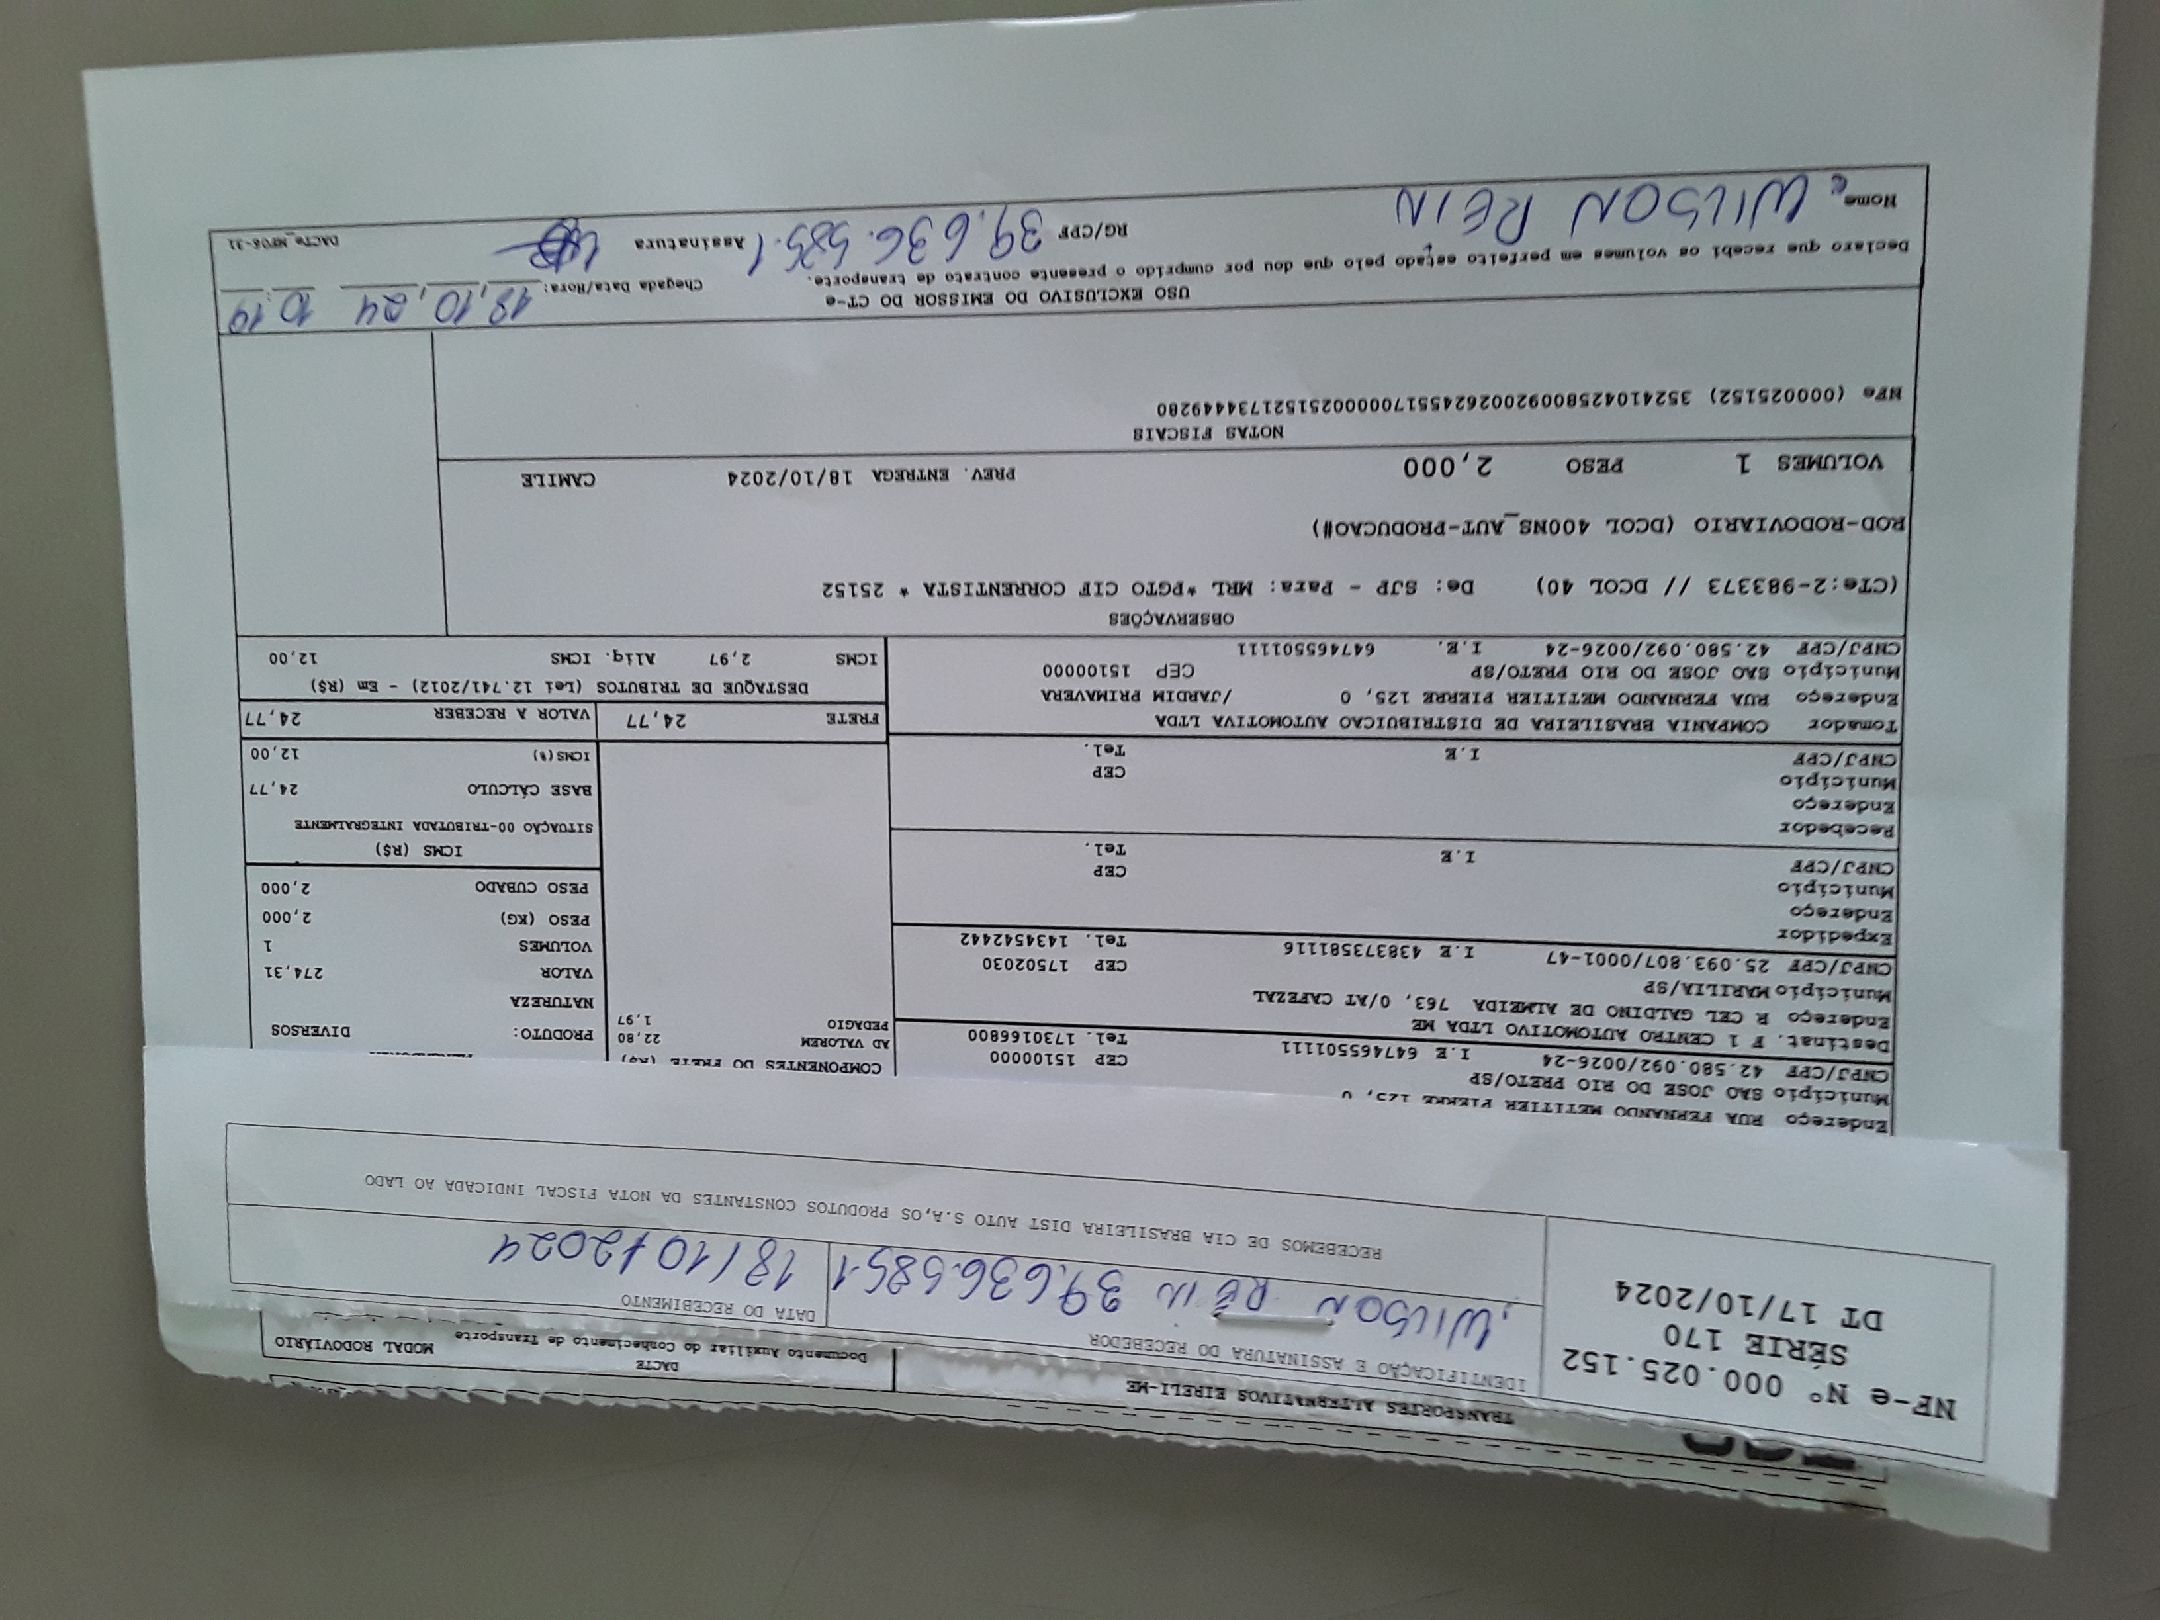 TRANSPORTES ALTERNATIVOS EIRELI-ME
DACTE
Documento Auxiliar do Conhecimento de Transporte
MODAL RODOVIÁRIO
NF-e Nº 000.025.152
SÉRIE 170
DT 17/10/2024
IDENTIFICAÇÃO E ASSINATURA DO RECEBEDOR
WILSON REIN 39.636.585.1
DATA DO RECEBIMENTO
18/10/2024
RECEBEMOS DE CIA BRASILEIRA DIST AUTO S.A,OS PRODUTOS CONSTANTES DA NOTA FISCAL INDICADA AO LADO
Endereço RUA FERNANDO METITIER PIERRE 125, 0
Município SAO JOSE DO RIO PRETO/SP CEP 15100000
CNPJ/CPF 42.580.092/0026-24 I.E 647465501111 Tel. 1730166800
Destinat. F 1 CENTRO AUTOMOTIVO LTDA ME
Endereço R CEL GALDINO DE ALMEIDA 763, 0/AT CAFEZAL
Município MARILIA/SP CEP 17502030
CNPJ/CPF 25.093.807/0001-47 I.E 438373581116 Tel. 1434542442
Expedidor
Endereço
Município CEP
CNPJ/CPF I.E Tel.
Recebedor
Endereço
Município CEP
CNPJ/CPF I.E Tel.
Tomador COMPANIA BRASILEIRA DE DISTRIBUICAO AUTOMOTIVA LTDA
Endereço RUA FERNANDO METITIER PIERRE 125, 0 /JARDIM PRIMAVERA
Município SAO JOSE DO RIO PRETO/SP CEP 15100000
CNPJ/CPF 42.580.092/0026-24 I.E. 647465501111
COMPONENTES DO FRETE (R$)
AD VALOREM 22,80
PEDAGIO 1,97
PRODUTO: DIVERSOS
NATUREZA
VALOR 274,31
VOLUMES 1
PESO (KG) 2,000
PESO CUBADO 2,000
ICMS (R$)
SITUAÇÃO 00-TRIBUTADA INTEGRALMENTE
BASE CÁLCULO 24,77
ICMS(%) 12,00
FRETE 24,77
VALOR A RECEBER 24,77
DESTAQUE DE TRIBUTOS (Lei 12.741/2012) - Em (R$)
ICMS 2,97 Aliq. ICMS 12,00
OBSERVAÇÕES
(CTe:2-983373 // DCOL 40) De: SJP - Para: MRL *PGTO CIF CORRENTISTA * 25152
ROD-RODOVIARIO (DCOL 400NS_AUT-PRODUCAO#)
VOLUMES 1 PESO 2,000 PREV. ENTREGA 18/10/2024 CAMILE
NOTAS FISCAIS
NFe (000025152) 35241042580092002624551700000251521734449280
USO EXCLUSIVO DO EMISSOR DO CT-e
Chegada Data/Hora: 18,10,24 10:19
Declaro que recebi os volumes em perfeito estado pelo que dou por cumprido o presente contrato de transporte.
Nome WILSON REIN RG/CPF 39.636.585.1 Assinatura
DACTe_MF08-31